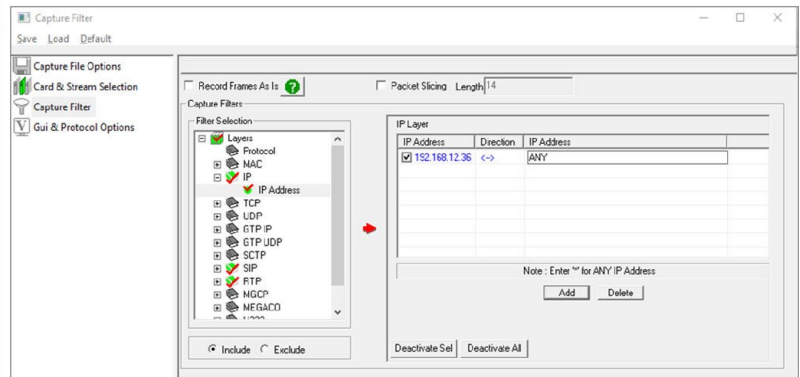 Capture Filter
Save Load Default
Capture File Options
Card & Stream Selection
Capture Filter
Gui & Protocol Options
Record Frames As Is ?
Packet Slicing Length 14
Capture Filters
Filter Selection
Layers
Protocol
MAC
IP
IP Address
TCP
UDP
GTP IP
GTP UDP
SCTP
SIP
RTP
MGCP
MEGACO
Include Exclude
IP Layer
IP Address Direction IP Address
192.168.12.36 <-> ANY
Note : Enter '*' for ANY IP Address
Add Delete
Deactivate Sel Deactivate All